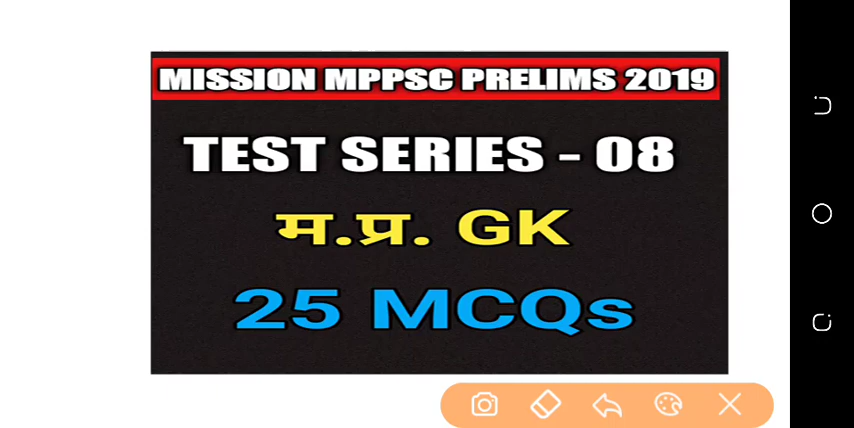 MISSION MPPSC PRELIMS 2019
TEST SERIES - 08
म.प्र. GK
25 MCQs